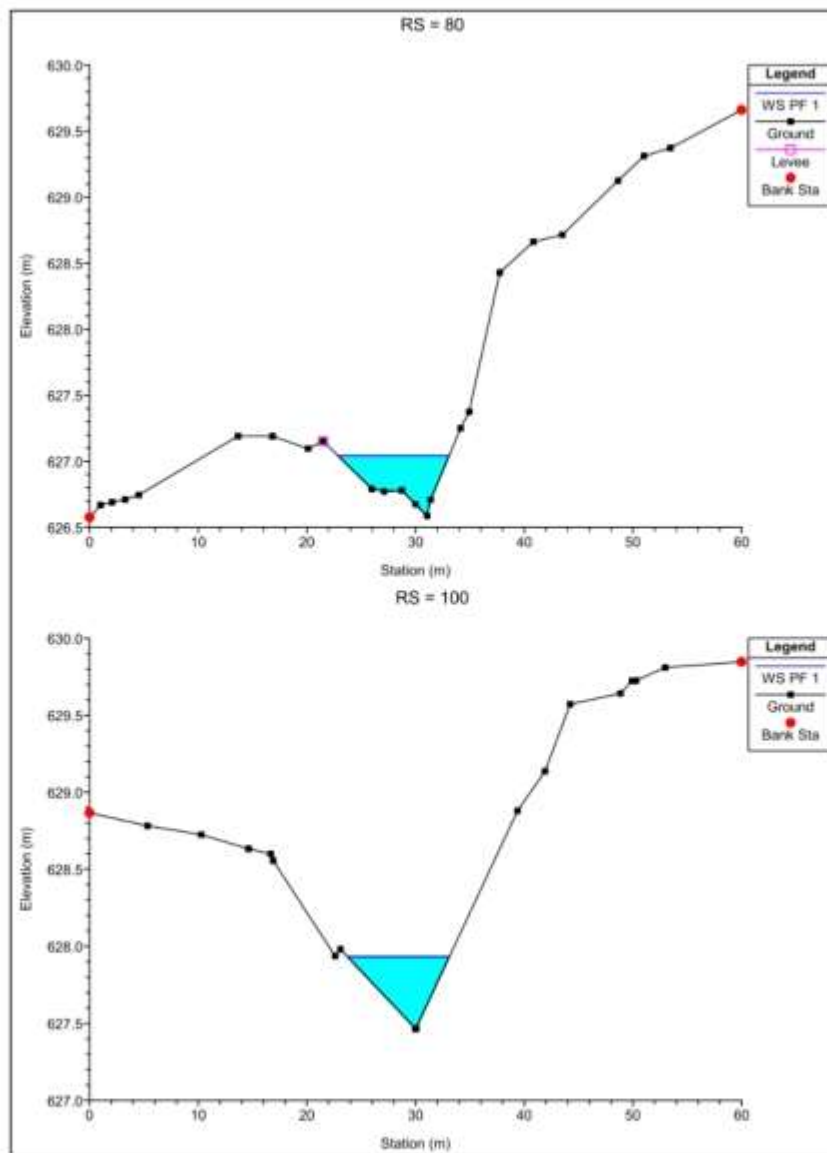 RS = 80
630.0
629.5
629.0
628.5
628.0
627.5
627.0
626.5
Elevation (m)
0 10 20 30 40 50 60
Station (m)
Legend
WS PF 1
Ground
Levee
Bank Sta
RS = 100
630.0
629.5
629.0
628.5
628.0
627.5
627.0
Elevation (m)
0 10 20 30 40 50 60
Station (m)
Legend
WS PF 1
Ground
Bank Sta